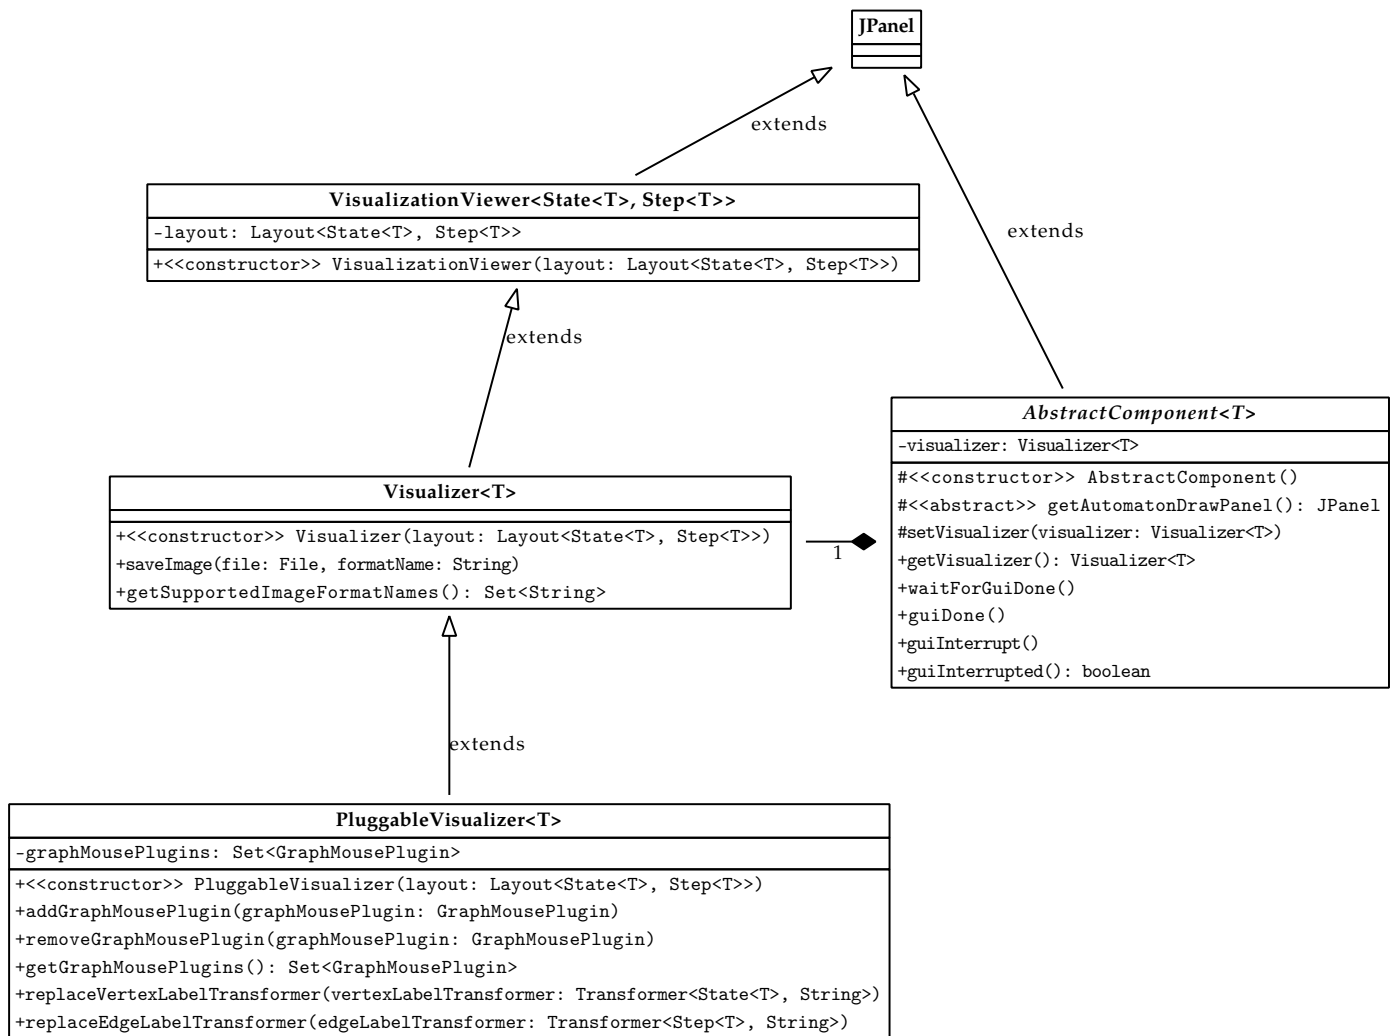 JPanel
extends
VisualizationViewer<State<T>, Step<T>>
-layout: Layout<State<T>, Step<T>>
+<<constructor>> VisualizationViewer(layout: Layout<State<T>, Step<T>>)
extends
extends
AbstractComponent<T>
-visualizer: Visualizer<T>
#<<constructor>> AbstractComponent()
#<<abstract>> getAutomatonDrawPanel(): JPanel
#setVisualizer(visualizer: Visualizer<T>)
+getVisualizer(): Visualizer<T>
+waitForGuiDone()
+guiDone()
+guiInterrupt()
+guiInterrupted(): boolean
Visualizer<T>
+<<constructor>> Visualizer(layout: Layout<State<T>, Step<T>>)
+saveImage(file: File, formatName: String)
+getSupportedImageFormatNames(): Set<String>
1
extends
PluggableVisualizer<T>
-graphMousePlugins: Set<GraphMousePlugin>
+<<constructor>> PluggableVisualizer(layout: Layout<State<T>, Step<T>>)
+addGraphMousePlugin(graphMousePlugin: GraphMousePlugin)
+removeGraphMousePlugin(graphMousePlugin: GraphMousePlugin)
+getGraphMousePlugins(): Set<GraphMousePlugin>
+replaceVertexLabelTransformer(vertexLabelTransformer: Transformer<State<T>, String>)
+replaceEdgeLabelTransformer(edgeLabelTransformer: Transformer<Step<T>, String>)